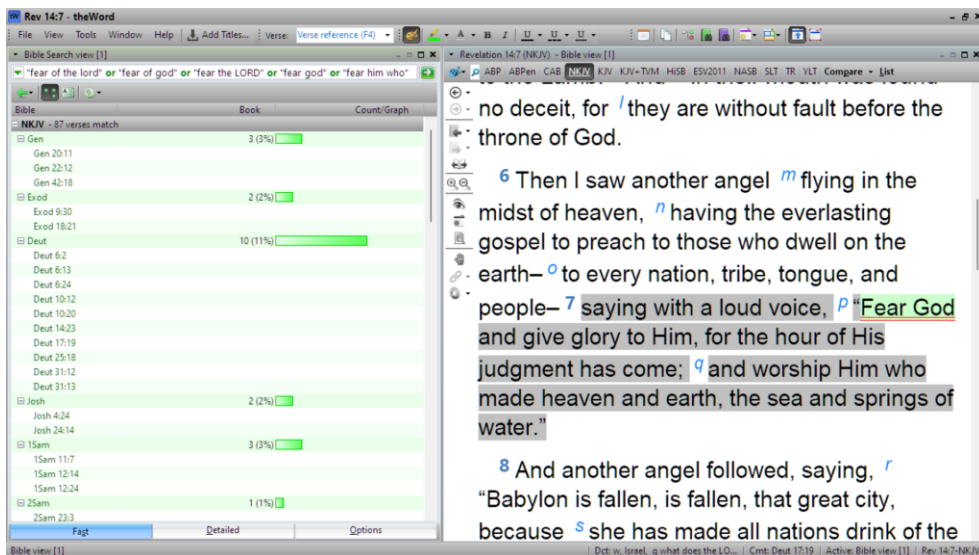 Rev 14:7 - theWord
File View Tools Window Help Add Titles... Verse: Verse reference (F4) A B I U U U
Bible Search view [1]
"fear of the lord" or "fear of god" or "fear the LORD" or "fear god" or "fear him who"
Bible Book Count/Graph
NKJV - 87 verses match
Gen 3 (3%)
Gen 20:11
Gen 22:12
Gen 42:18
Exod 2 (2%)
Exod 9:30
Exod 18:21
Deut 10 (11%)
Deut 6:2
Deut 6:13
Deut 6:24
Deut 10:12
Deut 10:20
Deut 14:23
Deut 17:19
Deut 25:18
Deut 31:12
Deut 31:13
Josh 2 (2%)
Josh 4:24
Josh 24:14
1Sam 3 (3%)
1Sam 11:7
1Sam 12:14
1Sam 12:24
2Sam 1 (1%)
2Sam 23:3
Fast Detailed Options
Revelation 14:7 (NKJV) - Bible view [1]
ABP ABPen CAB NKJV KJV KJV+TVM HiSB ESV2011 NASB SLT TR YLT Compare List
no deceit, for l they are without fault before the
throne of God.
6 Then I saw another angel m flying in the
midst of heaven, n having the everlasting
gospel to preach to those who dwell on the
earth– o to every nation, tribe, tongue, and
people– 7 saying with a loud voice, p “Fear God
and give glory to Him, for the hour of His
judgment has come; q and worship Him who
made heaven and earth, the sea and springs of
water.”
8 And another angel followed, saying, r
“Babylon is fallen, is fallen, that great city,
because s she has made all nations drink of the
Bible view [1] Dct: w, Israel, q what does the LO... Cmt: Deut 17:19 Active: Bible view [1] Rev 14:7-NKJ